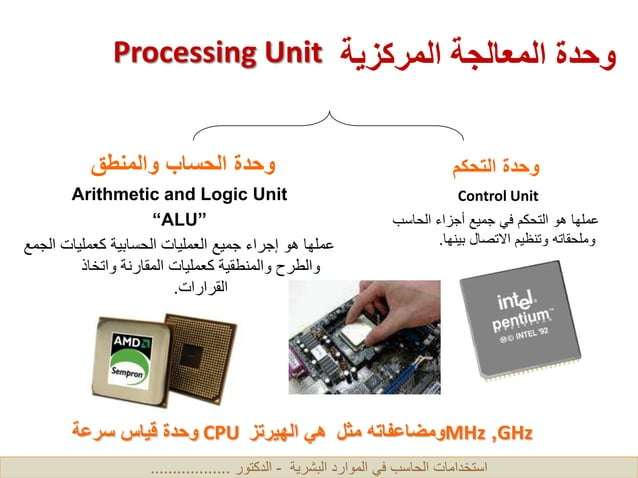 وحدة المعالجة المركزية Processing Unit
وحدة التحكم
Control Unit
عملها هو التحكم في جميع أجزاء الحاسب
وملحقاته وتنظيم الاتصال بينها.
وحدة الحساب والمنطق
Arithmetic and Logic Unit
“ALU”
عملها هو إجراء جميع العمليات الحسابية كعمليات الجمع
والطرح والمنطقية كعمليات المقارنة واتخاذ
القرارات.
intel
pentium
® © INTEL '92
AMD
Sempron
وحدة قياس سرعة CPU هي الهيرتز ومضاعفاته مثل MHz ,GHz
استخدامات الحاسب في الموارد البشرية - الدكتور ..................